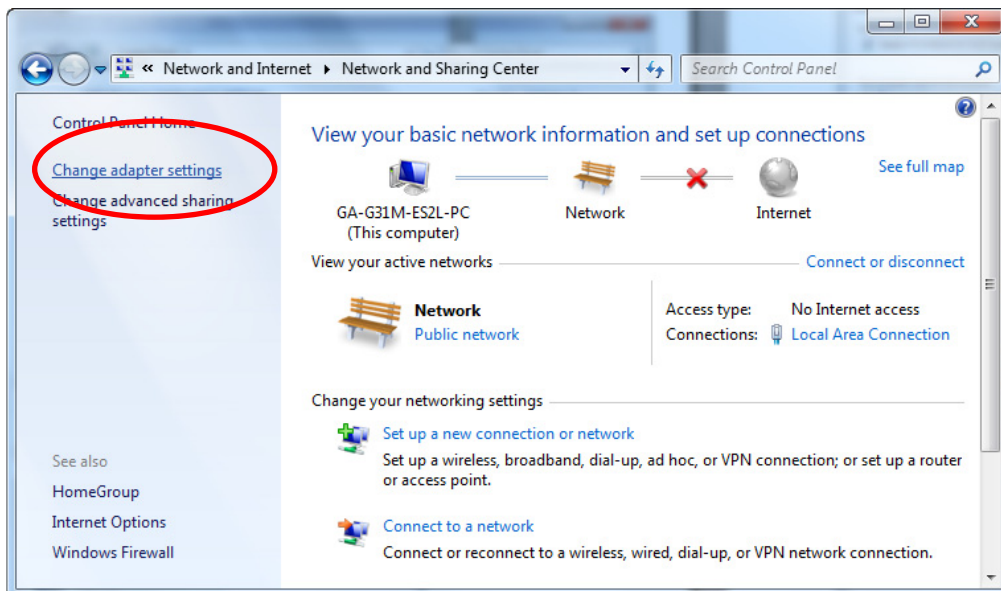 « Network and Internet ▸ Network and Sharing Center
Search Control Panel
Control Panel Home
Change adapter settings
Change advanced sharing
settings
See also
HomeGroup
Internet Options
Windows Firewall
View your basic network information and set up connections
See full map
GA-G31M-ES2L-PC
(This computer)
Network
Internet
View your active networks
Connect or disconnect
Network
Public network
Access type: No Internet access
Connections: Local Area Connection
Change your networking settings
Set up a new connection or network
Set up a wireless, broadband, dial-up, ad hoc, or VPN connection; or set up a router
or access point.
Connect to a network
Connect or reconnect to a wireless, wired, dial-up, or VPN network connection.